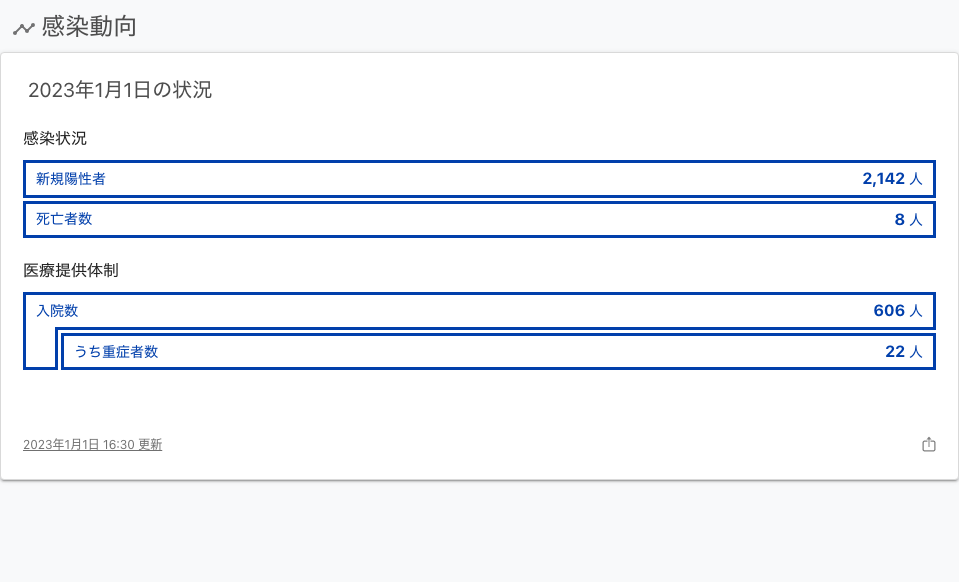 感染動向
2023年1月1日の状況
感染状況
新規陽性者 2,142 人
死亡者数 8 人
医療提供体制
入院数 606 人
うち重症者数 22 人
2023年1月1日 16:30 更新